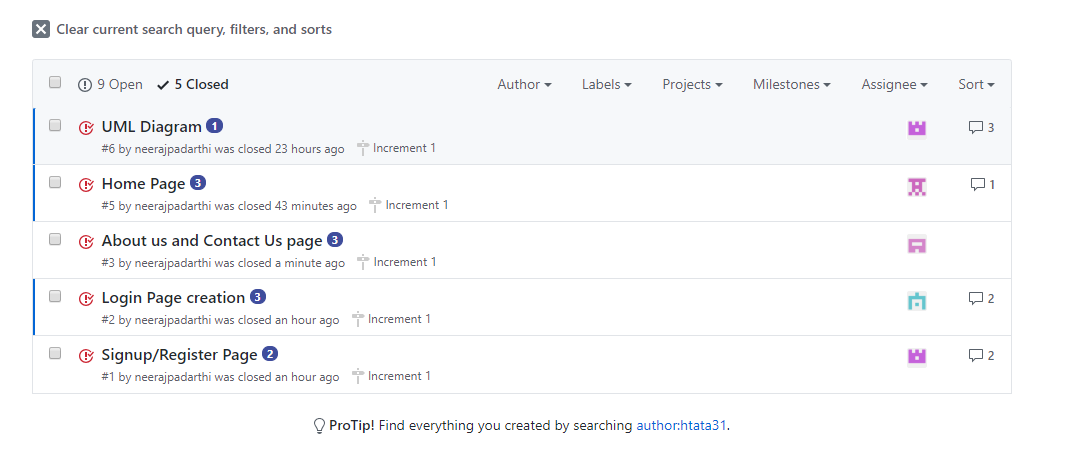 Clear current search query, filters, and sorts
9 Open 5 Closed Author Labels Projects Milestones Assignee Sort
UML Diagram 1 3
#6 by neerajpadarthi was closed 23 hours ago Increment 1
Home Page 3 1
#5 by neerajpadarthi was closed 43 minutes ago Increment 1
About us and Contact Us page 3
#3 by neerajpadarthi was closed a minute ago Increment 1
Login Page creation 3 2
#2 by neerajpadarthi was closed an hour ago Increment 1
Signup/Register Page 2 2
#1 by neerajpadarthi was closed an hour ago Increment 1
ProTip! Find everything you created by searching author:htata31.